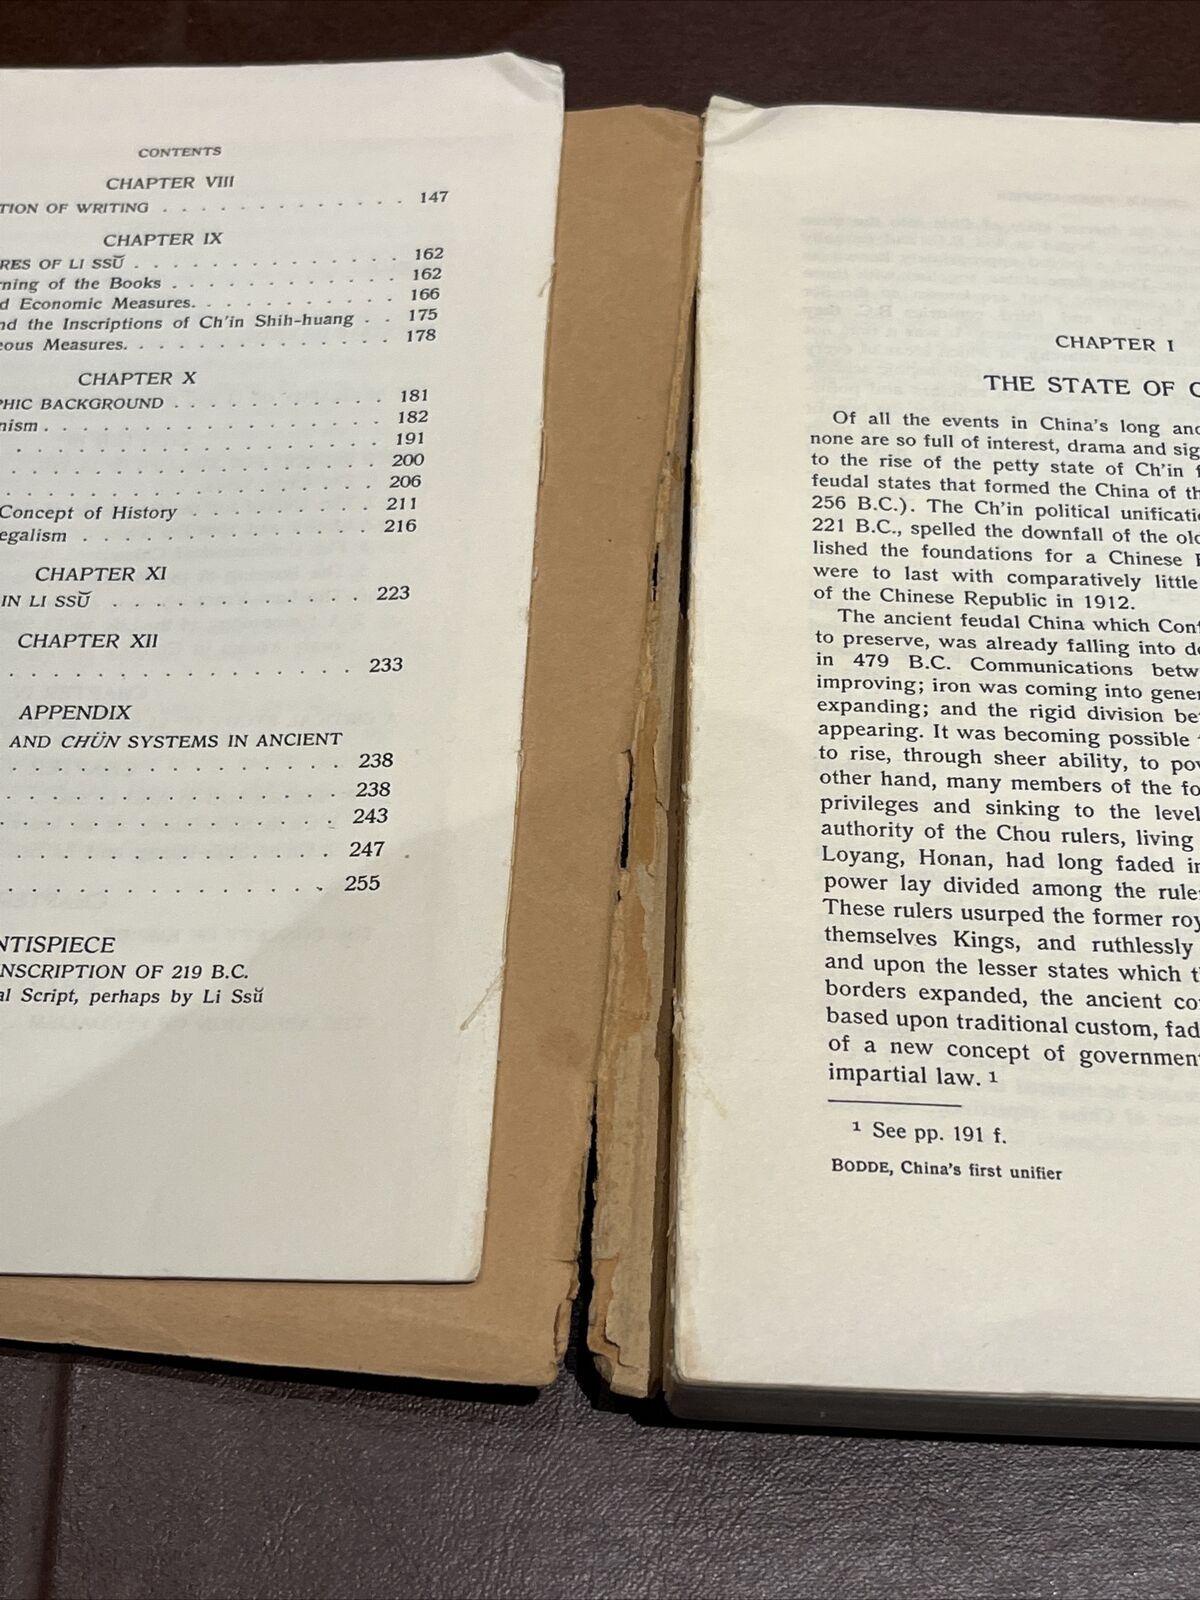 CONTENTS
CHAPTER VIII
TION OF WRITING . . . . . . . . . . . . . 147
CHAPTER IX
RES OF LI SSŬ . . . . . . . . . . . . . . 162
ning of the Books . . . . . . . . . . . . 162
d Economic Measures. . . . . . . . . . . 166
nd the Inscriptions of Ch'in Shih-huang . . 175
eous Measures. . . . . . . . . . . . . . 178
CHAPTER X
PHIC BACKGROUND . . . . . . . . . . . 181
nism . . . . . . . . . . . . . . . . . . 182
. . . . . . . . . . . . . . . . . . 191
. . . . . . . . . . . . . . . . . . 200
. . . . . . . . . . . . . . . . . . 206
Concept of History . . . . . . . . . . 211
egalism . . . . . . . . . . . . . . . . 216
CHAPTER XI
IN LI SSŬ . . . . . . . . . . . . . 223
CHAPTER XII
. . . . . . . . . . . . . . . . . 233
APPENDIX
AND CHÜN SYSTEMS IN ANCIENT
. . . . . . . . . . . . . . . . 238
. . . . . . . . . . . . . . . . 238
. . . . . . . . . . . . . . . . 243
. . . . . . . . . . . . . . . . 247
. . . . . . . . . . . . . . . . 255
NTISPIECE
NSCRIPTION OF 219 B.C.
al Script, perhaps by Li Ssŭ
CHAPTER I
THE STATE OF C
Of all the events in China's long and
none are so full of interest, drama and sig
to the rise of the petty state of Ch'in f
feudal states that formed the China of th
256 B.C.). The Ch'in political unificatio
221 B.C., spelled the downfall of the old
lished the foundations for a Chinese E
were to last with comparatively little
of the Chinese Republic in 1912.
The ancient feudal China which Conf
to preserve, was already falling into de
in 479 B.C. Communications betw
improving; iron was coming into gener
expanding; and the rigid division be
appearing. It was becoming possible
to rise, through sheer ability, to pow
other hand, many members of the fo
privileges and sinking to the level
authority of the Chou rulers, living
Loyang, Honan, had long faded in
power lay divided among the rule
These rulers usurped the former roy
themselves Kings, and ruthlessly
and upon the lesser states which th
borders expanded, the ancient co
based upon traditional custom, fad
of a new concept of government
impartial law. 1
1 See pp. 191 f.
BODDE, China's first unifier